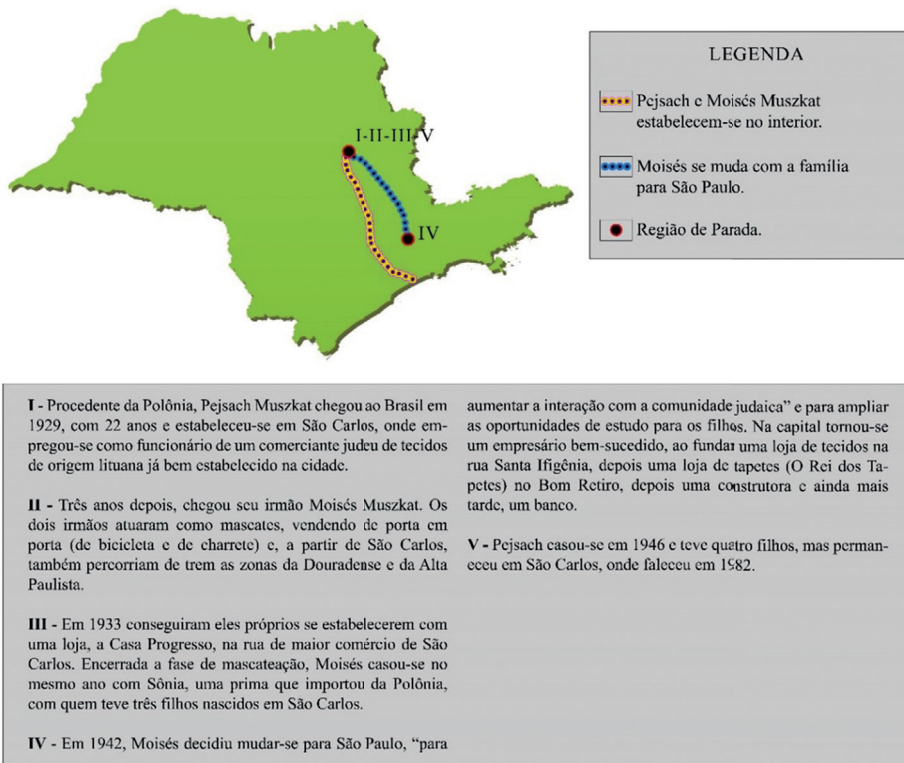 I-II-III-V
IV
LEGENDA
Pejsach e Moisés Muszkat
estabelecem-se no interior.
Moisés se muda com a família
para São Paulo.
Região de Parada.
I - Procedente da Polônia, Pejsach Muszkat chegou ao Brasil em
1929, com 22 anos e estabeleceu-se em São Carlos, onde em-
pregou-se como funcionário de um comerciante judeu de tecidos
de origem lituana já bem estabelecido na cidade.
II - Três anos depois, chegou seu irmão Moisés Muszkat. Os
dois irmãos atuaram como mascates, vendendo de porta em
porta (de bicicleta e de charrete) e, a partir de São Carlos,
também percorriam de trem as zonas da Douradense e da Alta
Paulista.
III - Em 1933 conseguiram eles próprios se estabelecerem com
uma loja, a Casa Progresso, na rua de maior comércio de São
Carlos. Encerrada a fase de mascateação, Moisés casou-se no
mesmo ano com Sônia, uma prima que importou da Polônia,
com quem teve três filhos nascidos em São Carlos.
IV - Em 1942, Moisés decidiu mudar-se para São Paulo, “para
aumentar a interação com a comunidade judaica” e para ampliar
as oportunidades de estudo para os filhos. Na capital tornou-se
um empresário bem-sucedido, ao fundar uma loja de tecidos na
rua Santa Ifigênia, depois uma loja de tapetes (O Rei dos Ta-
petes) no Bom Retiro, depois uma construtora e ainda mais
tarde, um banco.
V - Pejsach casou-se em 1946 e teve quatro filhos, mas perman-
eceu em São Carlos, onde faleceu em 1982.